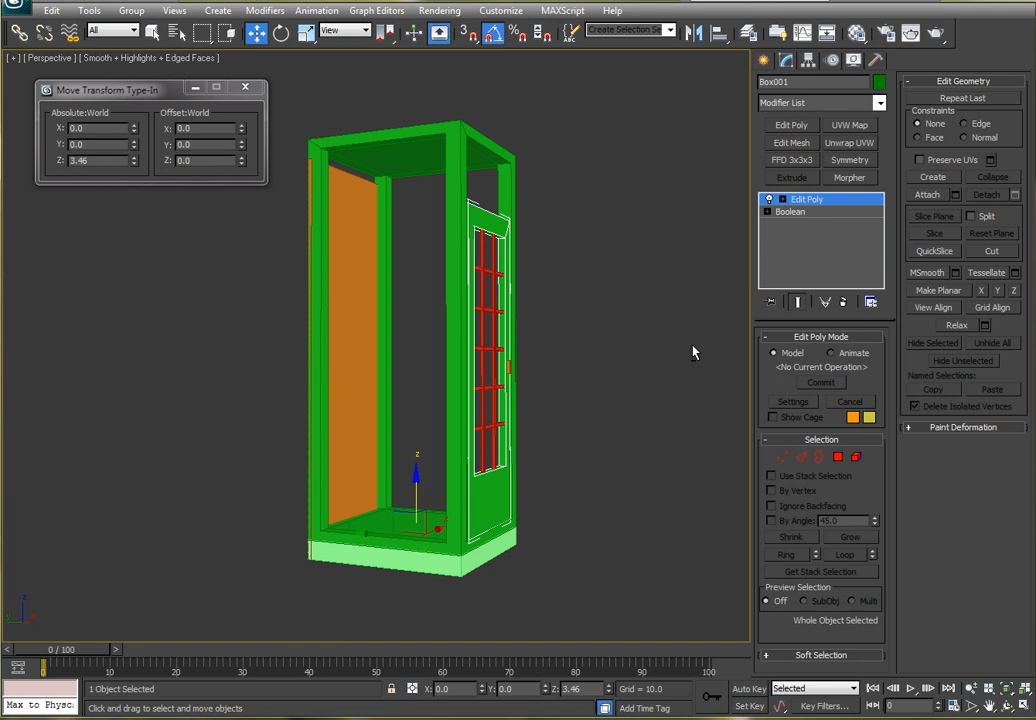 Edit Tools Group Views Create Modifiers Animation Graph Editors Rendering Customize MAXScript Help
All View Create Selection Se
[ + ] [ Perspective ] [ Smooth + Highlights + Edged Faces ]
Move Transform Type-In
Absolute:World Offset:World
X: 0.0 X: 0.0
Y: 0.0 Y: 0.0
Z: 3.46 Z: 0.0
z
z
y
x
Box001
Modifier List
Edit Poly UVW Map
Edit Mesh Unwrap UVW
FFD 3x3x3 Symmetry
Extrude Morpher
Edit Poly
Boolean
Edit Poly Mode
Model Animate
<No Current Operation>
Commit
Settings Cancel
Show Cage
Selection
Use Stack Selection
By Vertex
Ignore Backfacing
By Angle: 45.0
Shrink Grow
Ring Loop
Get Stack Selection
Preview Selection
Off SubObj Multi
Whole Object Selected
Soft Selection
Edit Geometry
Repeat Last
Constraints
None Edge
Face Normal
Preserve UVs
Create Collapse
Attach Detach
Slice Plane Split
Slice Reset Plane
QuickSlice Cut
MSmooth Tessellate
Make Planar X Y Z
View Align Grid Align
Relax
Hide Selected Unhide All
Hide Unselected
Named Selections:
Copy Paste
Delete Isolated Vertices
Paint Deformation
< 0 / 100 >
0 10 20 30 40 50 60 70 80 90 100
1 Object Selected X: 0.0 Y: 0.0 Z: 3.46 Grid = 10.0 Auto Key Selected
Max to Physc. Click and drag to select and move objects Add Time Tag Set Key Key Filters... 0